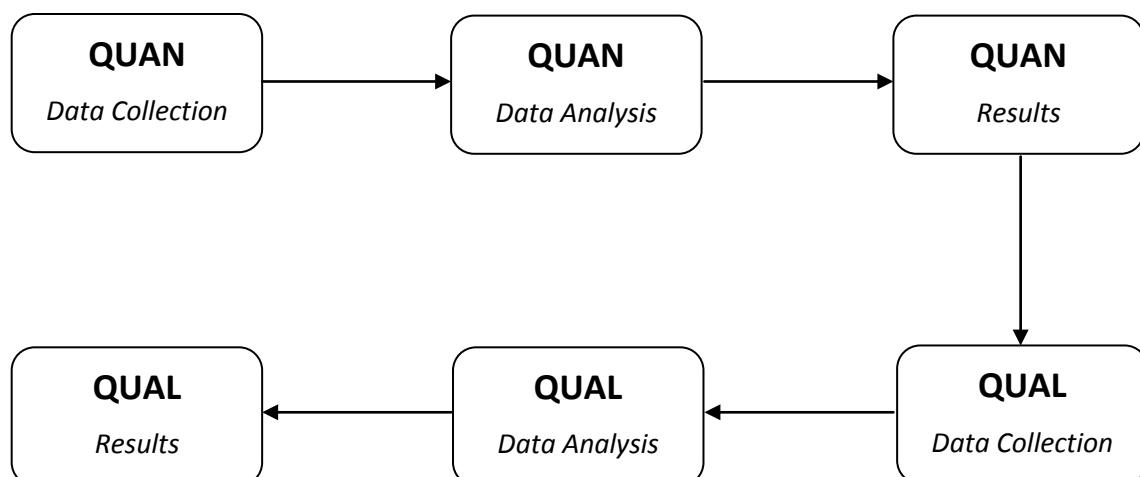 QUAN
Data Collection
QUAN
Data Analysis
QUAN
Results
QUAL
Results
QUAL
Data Analysis
QUAL
Data Collection